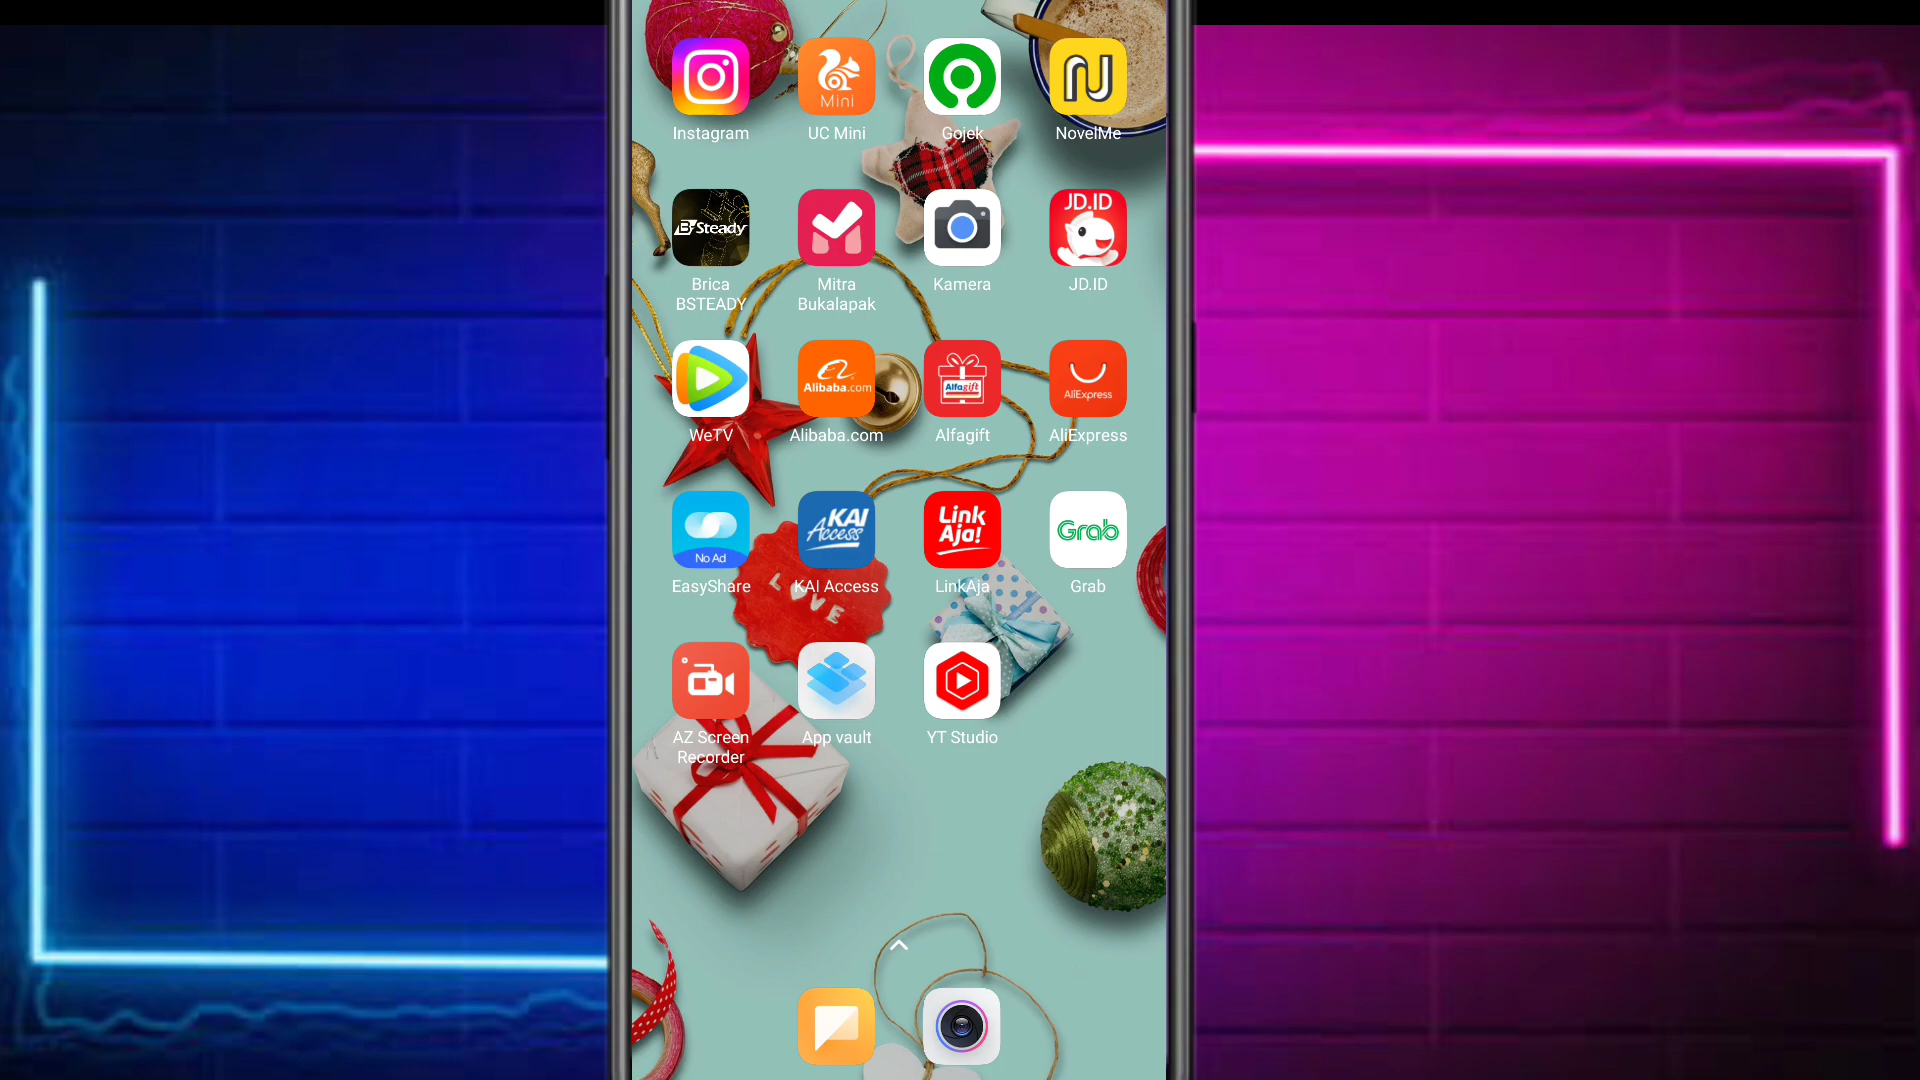 Mini
Instagram
UC Mini
Gojek
NovelMe
BSteady
JD.ID
Brica
BSTEADY
Mitra
Bukalapak
Kamera
JD.ID
Alibaba.com
Alfagift
AliExpress
WeTV
Alibaba.com
Alfagift
AliExpress
No Ad
KAI
Access
Link
Aja!
Grab
EasyShare
KAI Access
LinkAja
Grab
LOVE
AZ Screen
Recorder
App vault
YT Studio